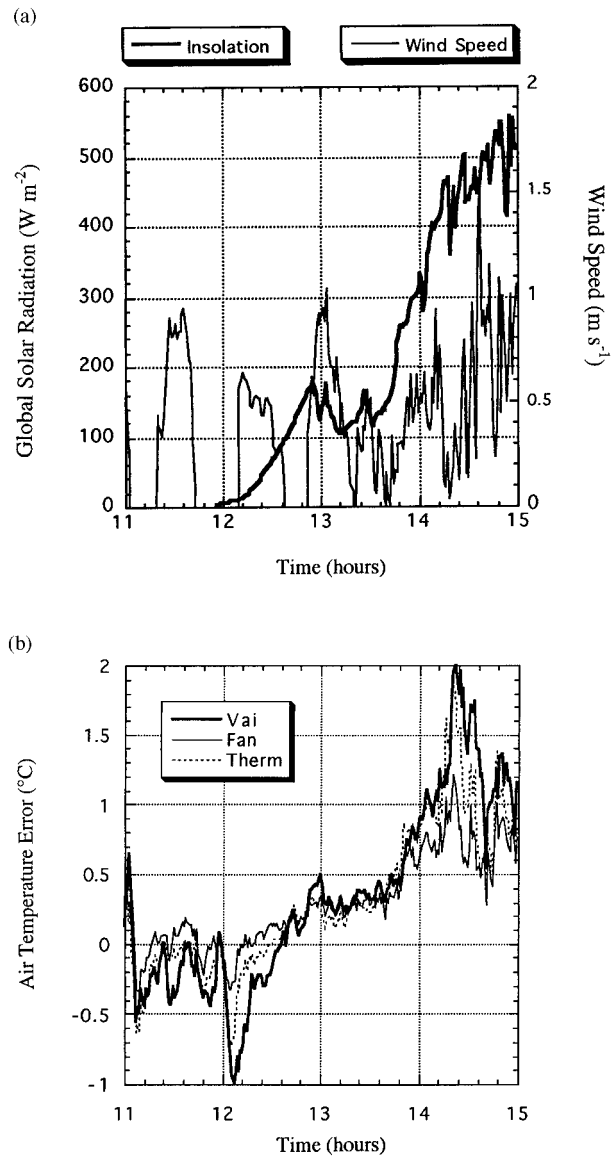 (a)
Insolation
Wind Speed
600
500
400
300
200
100
0
Global Solar Radiation (W m-2)
2
1.5
1
0.5
0
Wind Speed (m s-1)
11 12 13 14 15
Time (hours)
(b)
Vai
Fan
Therm
2
1.5
1
0.5
0
-0.5
-1
Air Temperature Error (°C)
11 12 13 14 15
Time (hours)